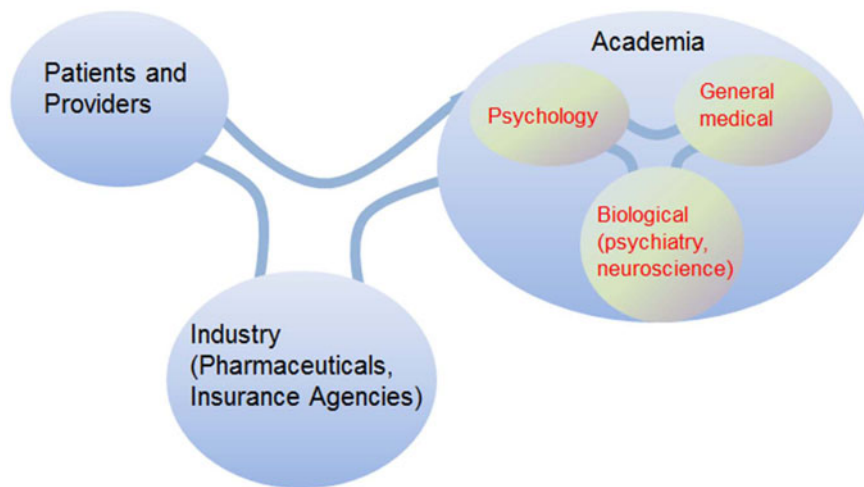 Patients and
Providers
Academia
Psychology
General
medical
Biological
(psychiatry,
neuroscience)
Industry
(Pharmaceuticals,
Insurance Agencies)